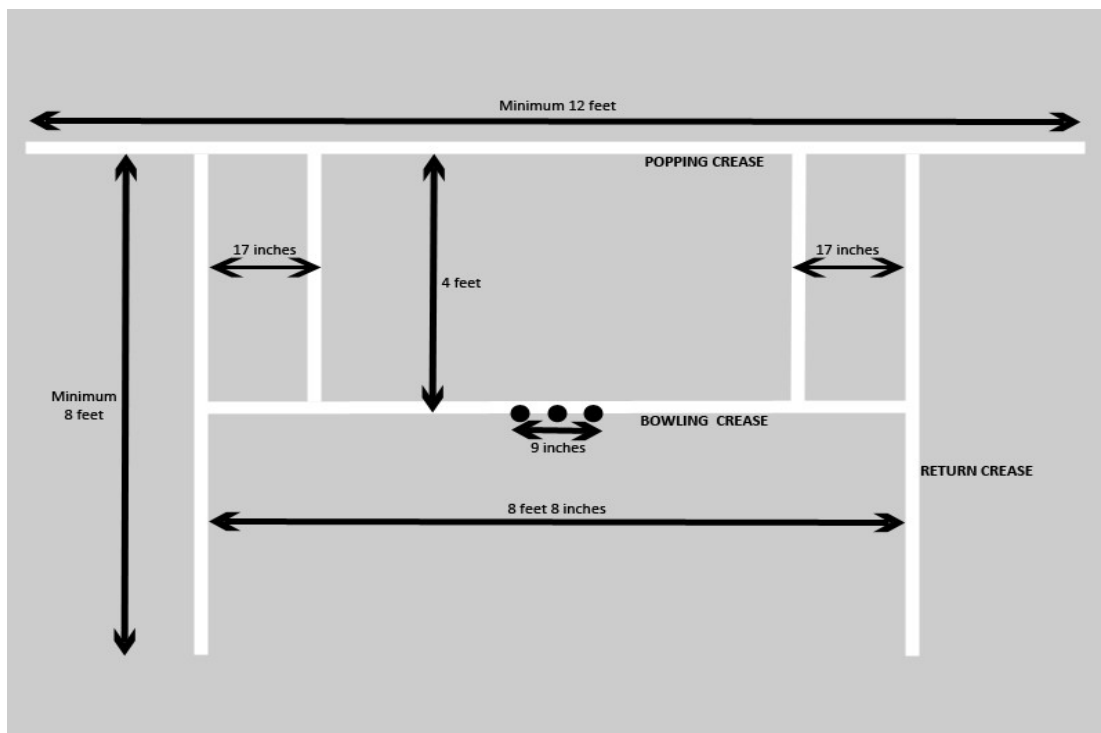 Minimum 12 feet
POPPING CREASE
17 inches
17 inches
4 feet
Minimum
8 feet
BOWLING CREASE
9 inches
RETURN CREASE
8 feet 8 inches